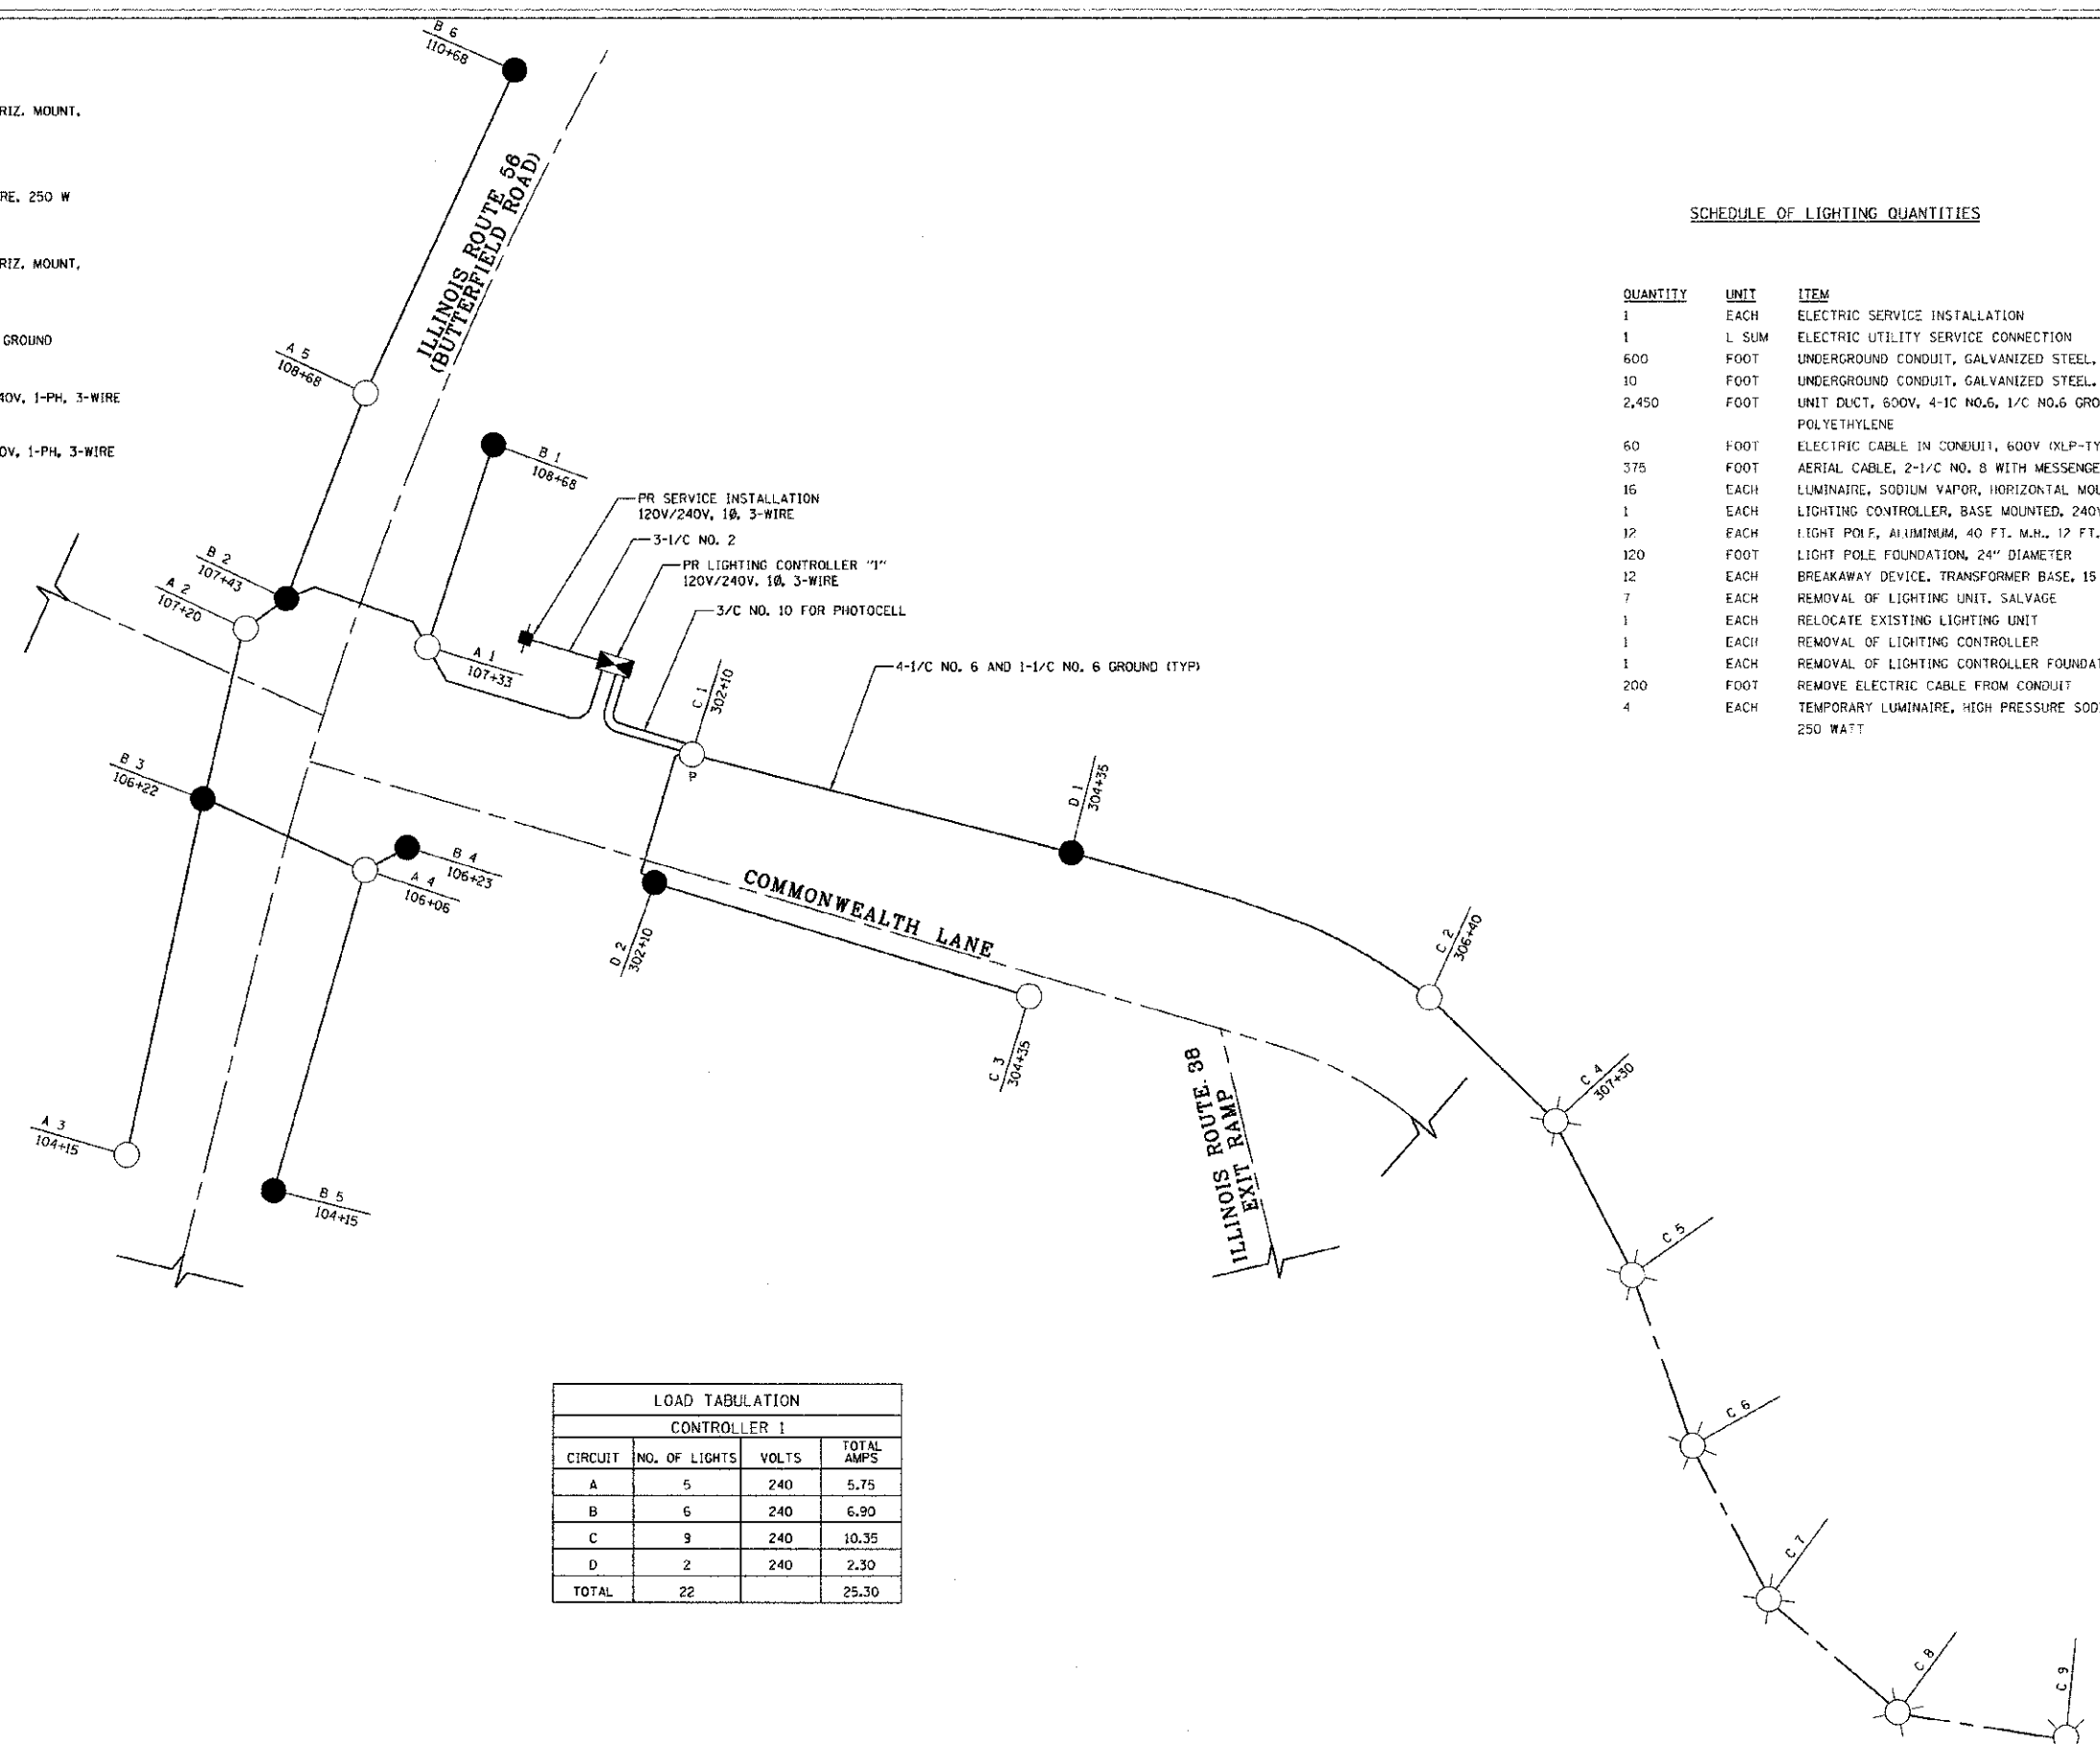 RIZ. MOUNT,
RE, 250 W
RIZ. MOUNT,
GROUND
40V, 1-PH, 3-WIRE
0V, 1-PH, 3-WIRE
B 6
110+68
ILLINOIS ROUTE 56
(BUTTERFIELD ROAD)
A 5
108+68
B 1
108+68
B 2
107+43
A 2
107+20
A 1
107+33
PR SERVICE INSTALLATION
120V/240V, 1Ø, 3-WIRE
3-1/C NO. 2
PR LIGHTING CONTROLLER "1"
120V/240V, 1Ø, 3-WIRE
3/C NO. 10 FOR PHOTOCELL
C 1
302+10
P
4-1/C NO. 6 AND 1-1/C NO. 6 GROUND (TYP)
B 3
106+22
B 4
106+23
A 4
106+06
D 1
304+35
D 2
302+10
COMMONWEALTH LANE
C 2
306+40
C 3
304+35
C 4
307+30
A 3
104+15
B 5
104+15
ILLINOIS ROUTE 38
EXIT RAMP
C 5
C 6
C 7
C 8
C 9
SCHEDULE OF LIGHTING QUANTITIES
QUANTITY UNIT ITEM
1 EACH ELECTRIC SERVICE INSTALLATION
1 L SUM ELECTRIC UTILITY SERVICE CONNECTION
600 FOOT UNDERGROUND CONDUIT, GALVANIZED STEEL,
10 FOOT UNDERGROUND CONDUIT, GALVANIZED STEEL,
2,450 FOOT UNIT DUCT, 600V, 4-1C NO.6, 1/C NO.6 GRO
POLYETHYLENE
60 FOOT ELECTRIC CABLE IN CONDUIT, 600V (XLP-TY
375 FOOT AERIAL CABLE, 2-1/C NO. 8 WITH MESSENGE
16 EACH LUMINAIRE, SODIUM VAPOR, HORIZONTAL MOU
1 EACH LIGHTING CONTROLLER, BASE MOUNTED, 240V
12 EACH LIGHT POLE, ALUMINUM, 40 FT. M.H., 12 FT.
120 FOOT LIGHT POLE FOUNDATION, 24" DIAMETER
12 EACH BREAKAWAY DEVICE, TRANSFORMER BASE, 15
7 EACH REMOVAL OF LIGHTING UNIT, SALVAGE
1 EACH RELOCATE EXISTING LIGHTING UNIT
1 EACH REMOVAL OF LIGHTING CONTROLLER
1 EACH REMOVAL OF LIGHTING CONTROLLER FOUNDAT
200 FOOT REMOVE ELECTRIC CABLE FROM CONDUIT
4 EACH TEMPORARY LUMINAIRE, HIGH PRESSURE SOD
250 WATT
LOAD TABULATION
CONTROLLER 1
CIRCUIT NO. OF LIGHTS VOLTS TOTAL AMPS
A 5 240 5.75
B 6 240 6.90
C 9 240 10.35
D 2 240 2.30
TOTAL 22 25.30